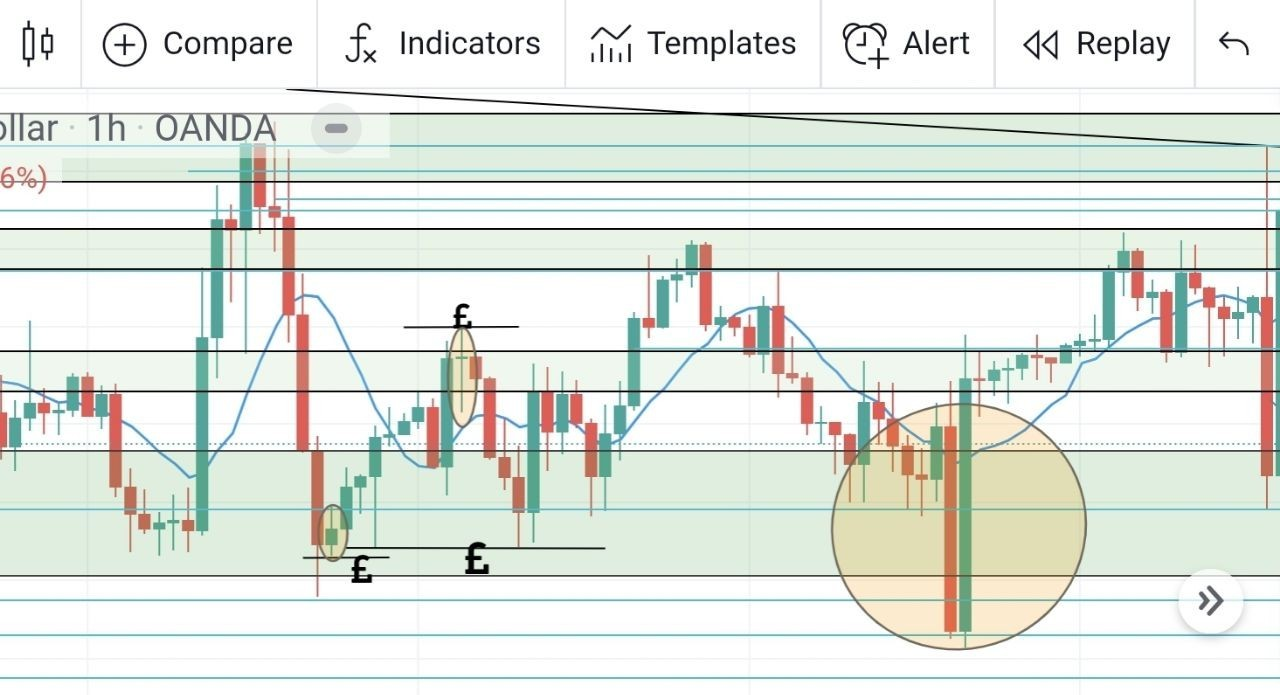 Compare
Indicators
Templates
Alert
Replay
ollar · 1h · OANDA
6%)
£
£
£